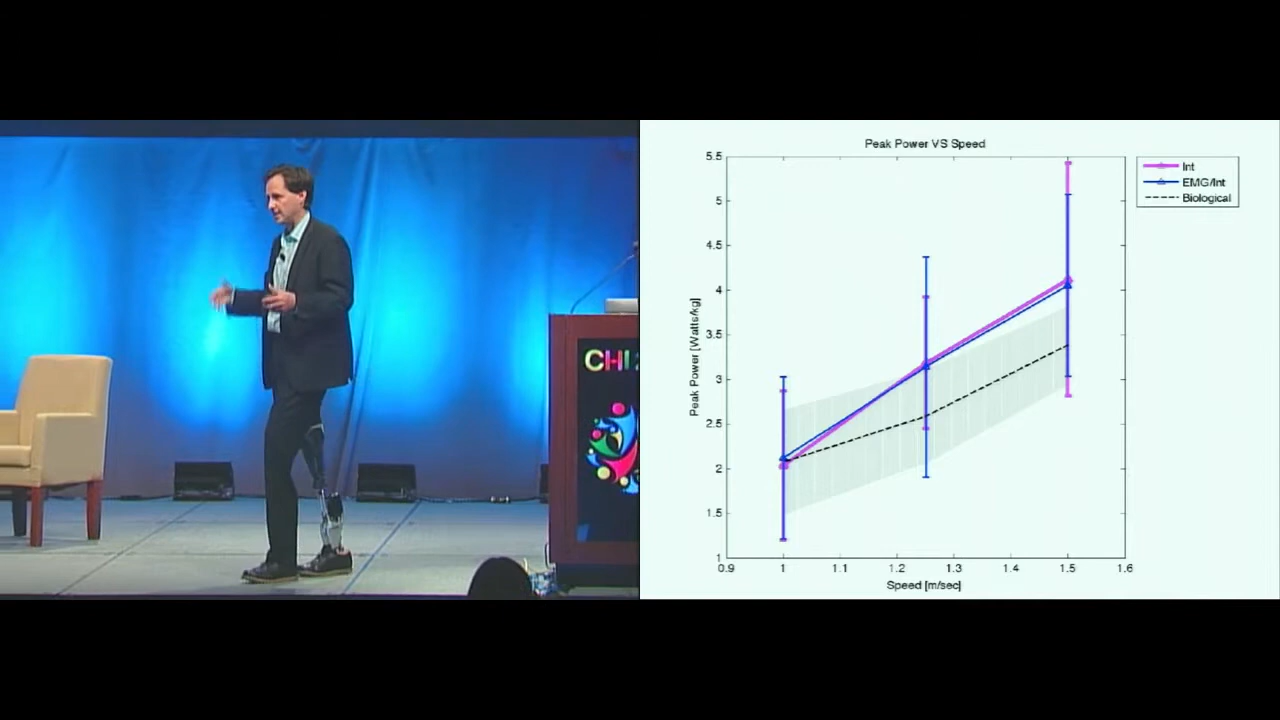 CHI
Peak Power VS Speed
5.5
5
4.5
4
3.5
3
2.5
2
1.5
1
Peak Power [Watts/kg]
0.9
1
1.1
1.2
1.3
1.4
1.5
1.6
Speed [m/sec]
Int
EMG/Int
Biological